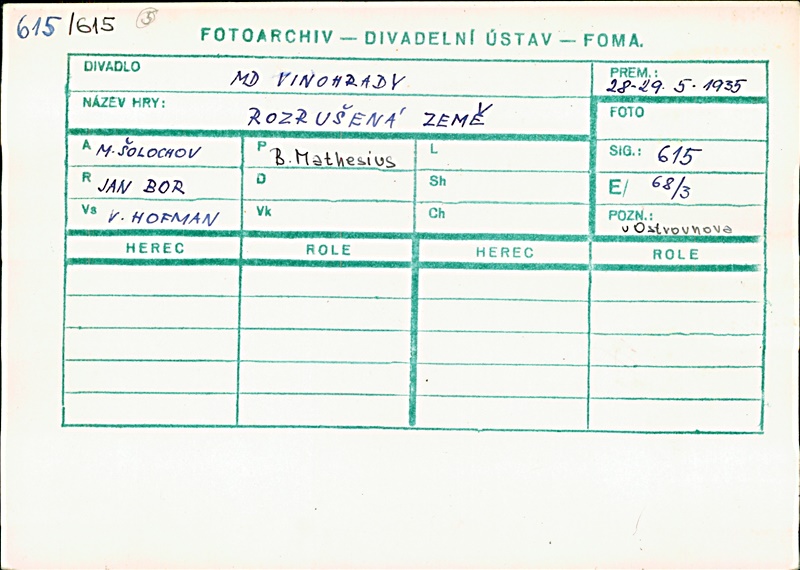 615/615 5
FOTOARCHIV — DIVADELNÍ ÚSTAV — FOMA.
DIVADLO MD VINOHRADY
PREM.: 28-29. 5. 1935
NÁZEV HRY: ROZRUŠENÁ ZEMĚ
FOTO
A M. ŠOLOCHOV P B. Mathesius L
SIG.: 615
R JAN BOR D Sh
E/ 68/3
Vs V. HOFMAN Vk Ch
POZN.: u Ostrovnova
HEREC ROLE HEREC ROLE